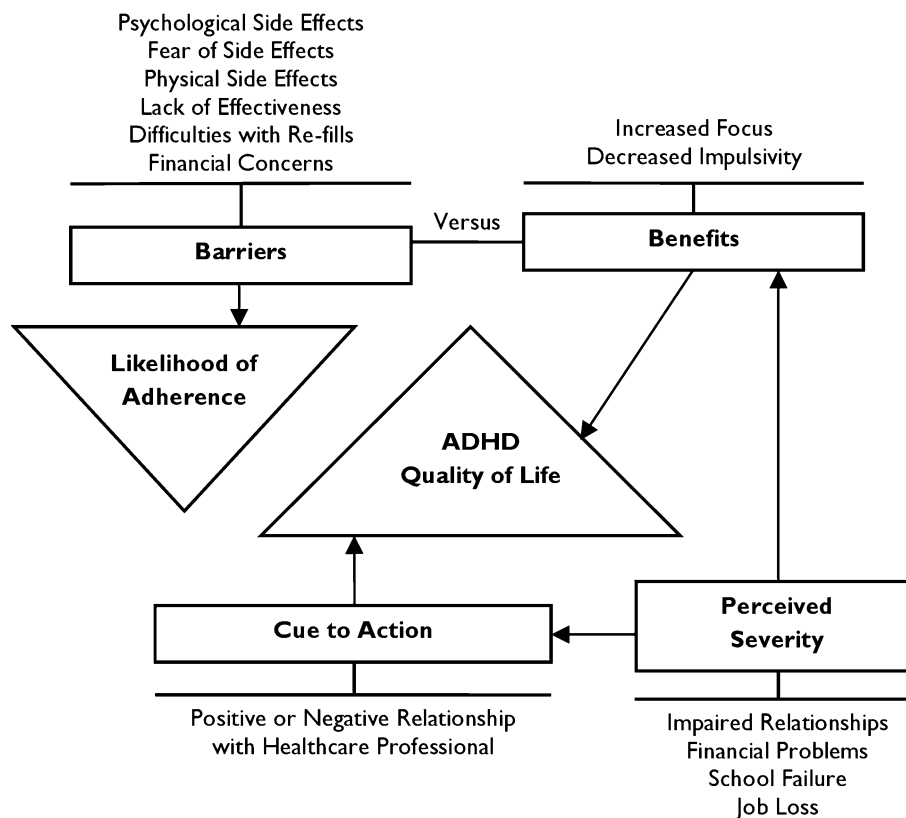 Psychological Side Effects
Fear of Side Effects
Physical Side Effects
Lack of Effectiveness
Difficulties with Re-fills
Financial Concerns
Increased Focus
Decreased Impulsivity
Barriers
Versus
Benefits
Likelihood of
Adherence
ADHD
Quality of Life
Cue to Action
Perceived
Severity
Positive or Negative Relationship
with Healthcare Professional
Impaired Relationships
Financial Problems
School Failure
Job Loss